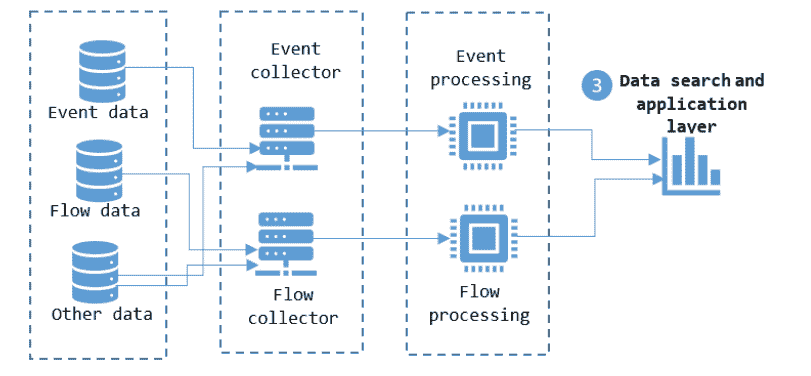 Event data
Flow data
Other data
Event
collector
Flow
collector
Event
processing
Flow
processing
3
Data search and
application
layer